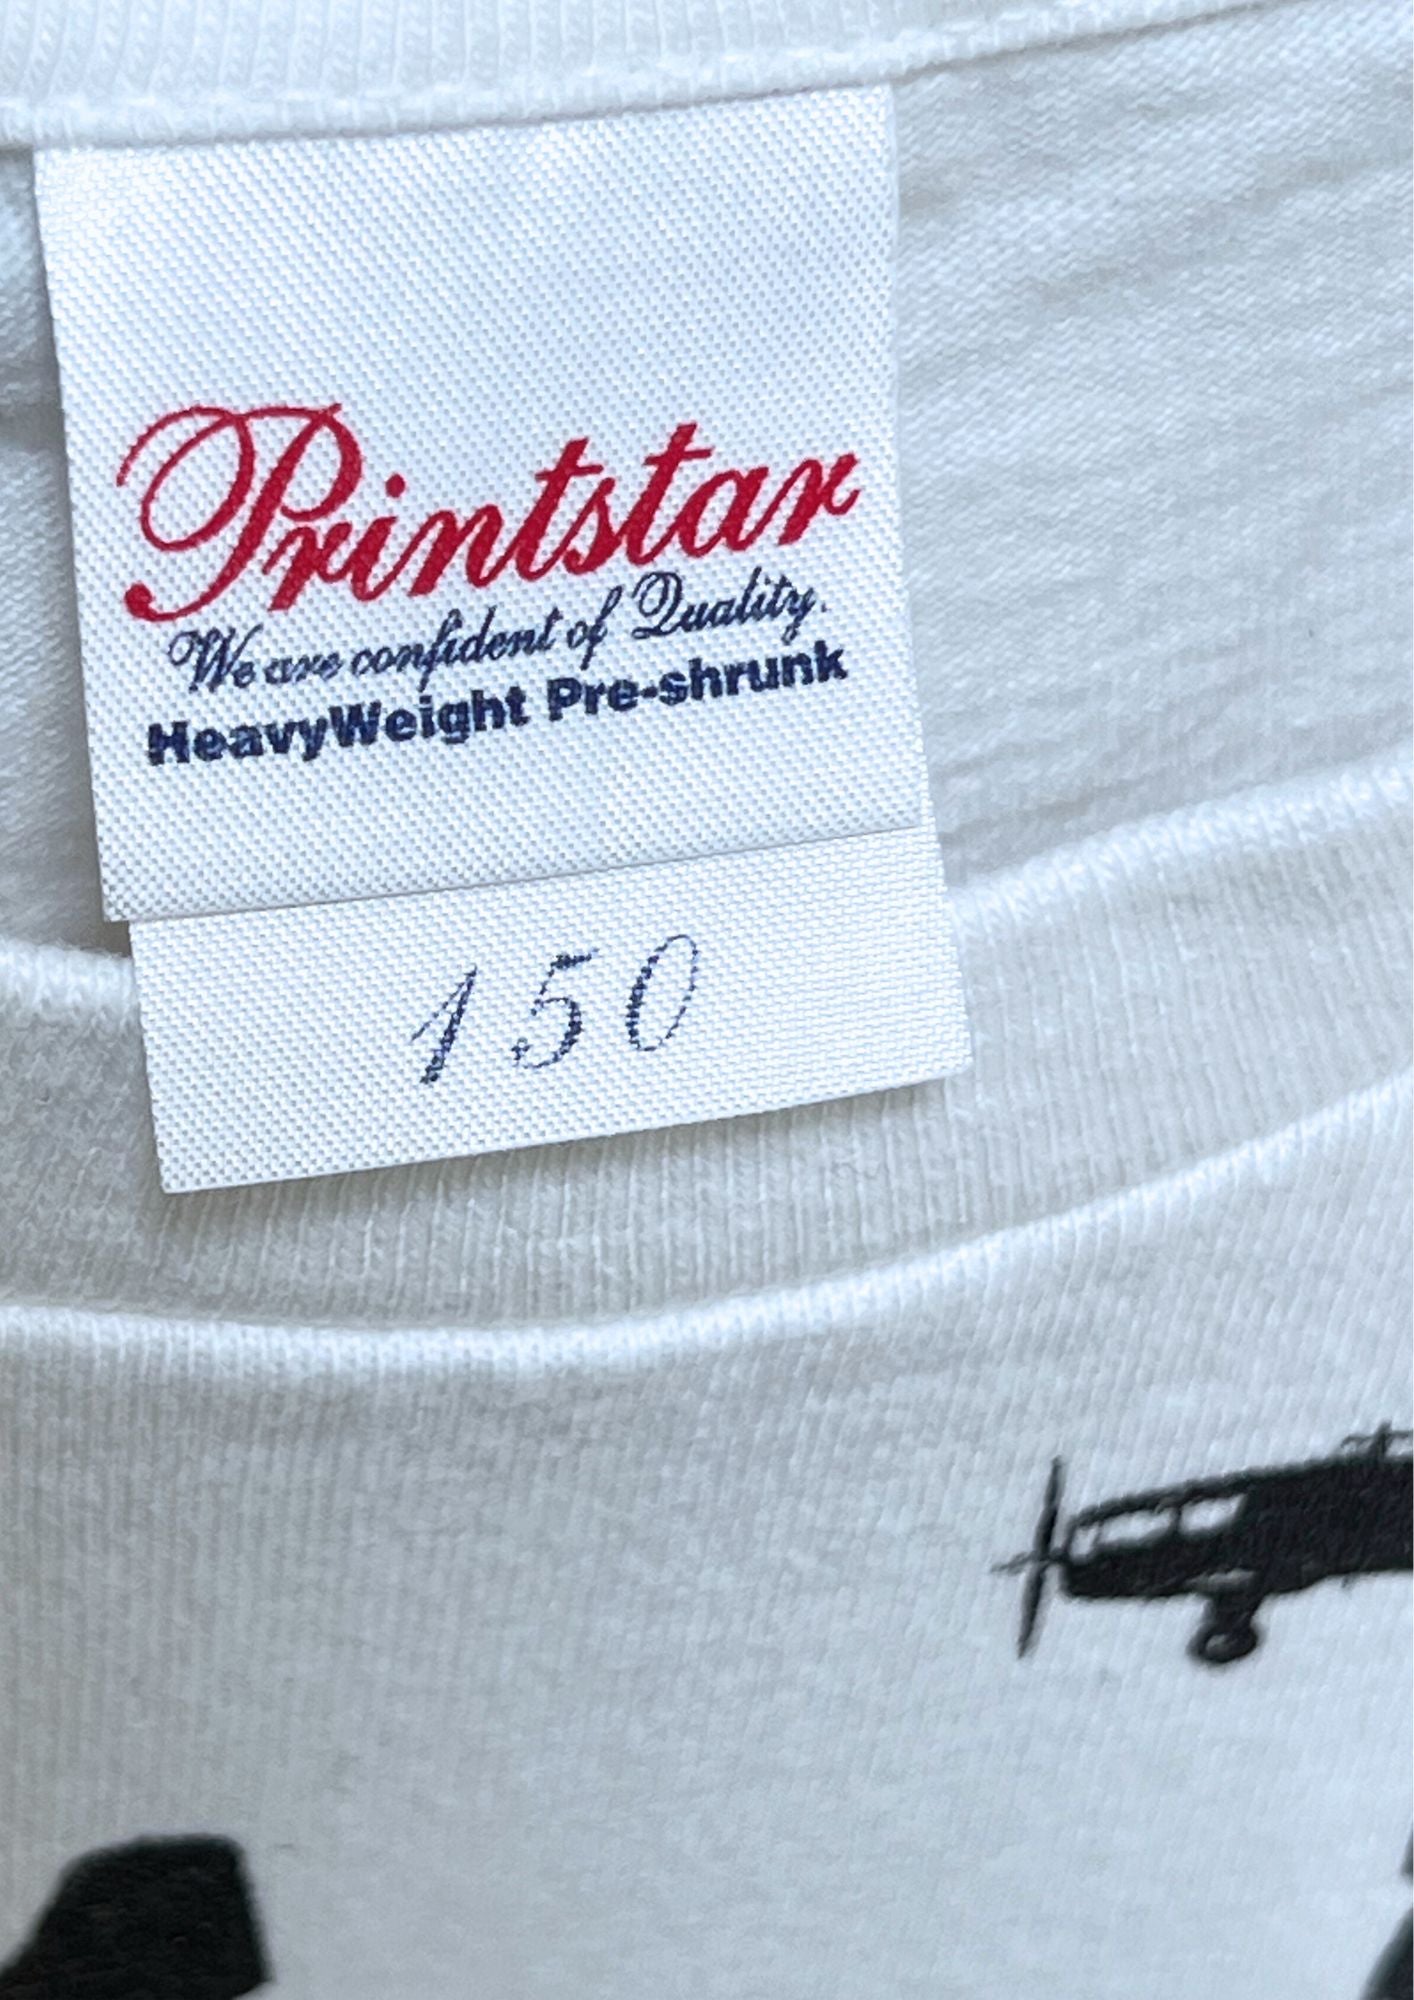 Printstar
We are confident of Quality.
HeavyWeight Pre-shrunk
150